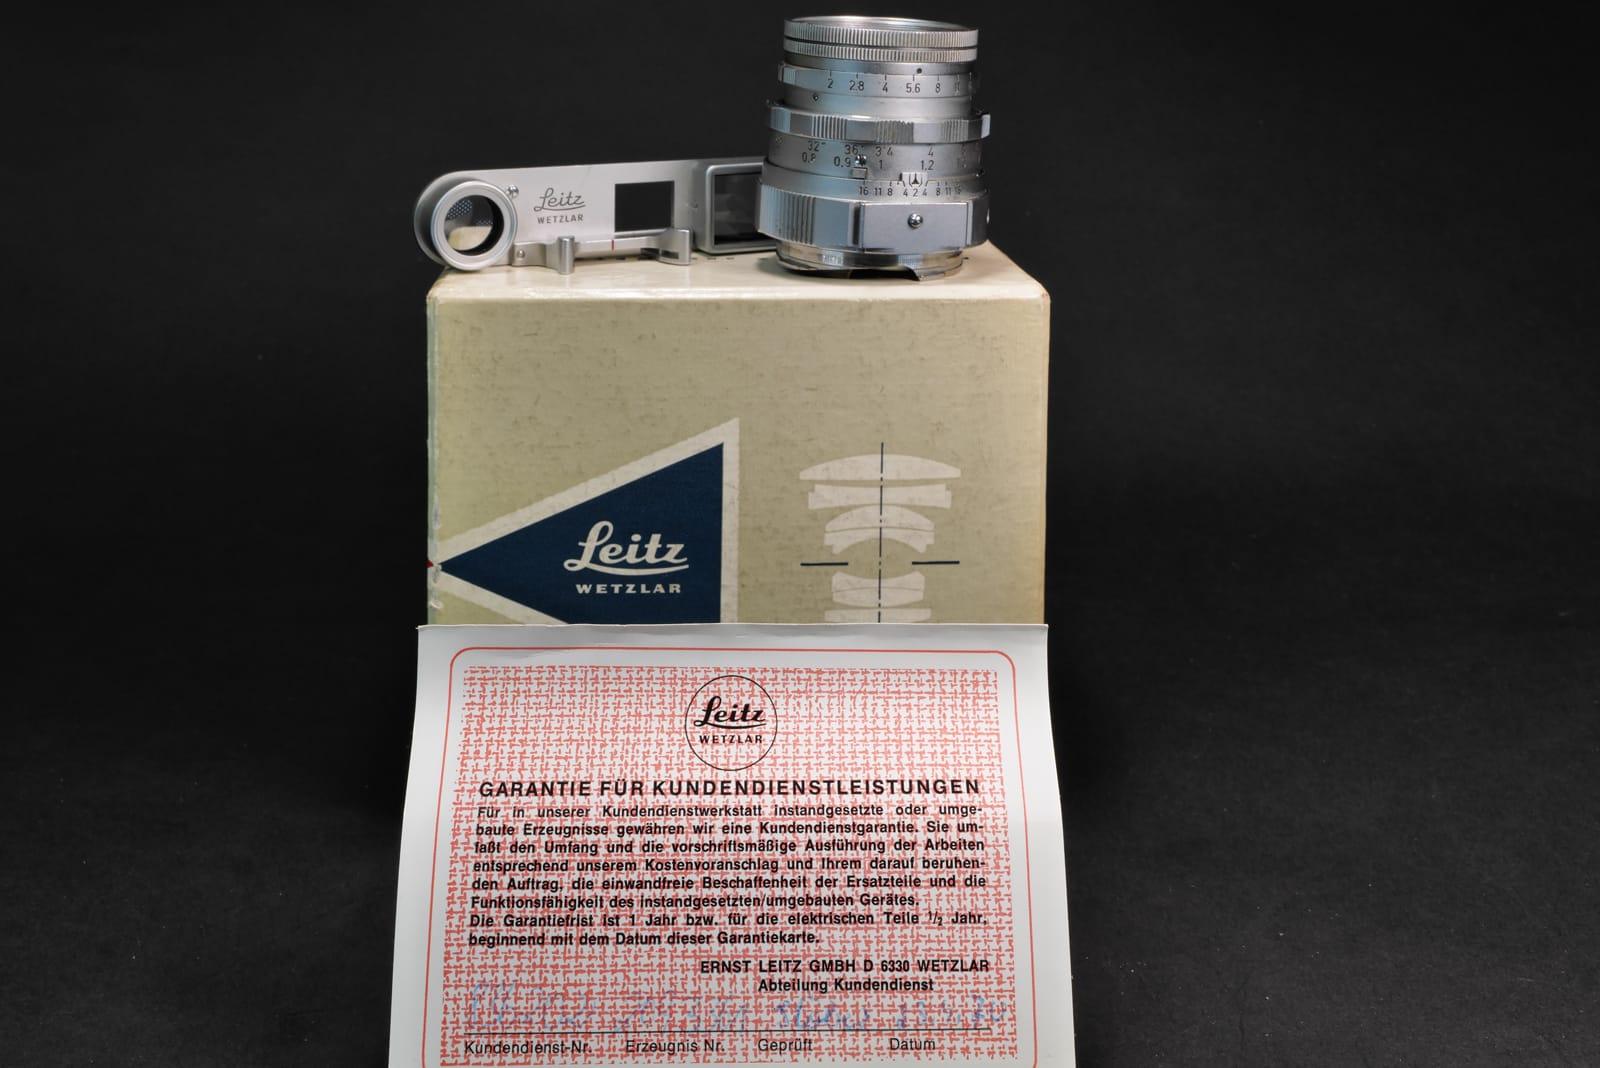 2 2.8 4 5.6 8 11
32 36 3'4 4
0.8 0.9 1 1.2
16 11 8 4 2 4 8 11 16
Leitz
WETZLAR
Leitz
WETZLAR
Leitz
WETZLAR
GARANTIE FÜR KUNDENDIENSTLEISTUNGEN
Für in unserer Kundendienstwerkstatt instandgesetzte oder umge-
baute Erzeugnisse gewähren wir eine Kundendienstgarantie. Sie um-
faßt den Umfang und die vorschriftsmäßige Ausführung der Arbeiten
entsprechend unserem Kostenvoranschlag und Ihrem darauf beruhen-
den Auftrag, die einwandfreie Beschaffenheit der Ersatzteile und die
Funktionsfähigkeit des instandgesetzten/umgebauten Gerätes.
Die Garantiefrist ist 1 Jahr bzw. für die elektrischen Teile 1/2 Jahr,
beginnend mit dem Datum dieser Garantiekarte.
ERNST LEITZ GMBH D 6330 WETZLAR
Abteilung Kundendienst
Kundendienst-Nr. Erzeugnis Nr. Geprüft Datum